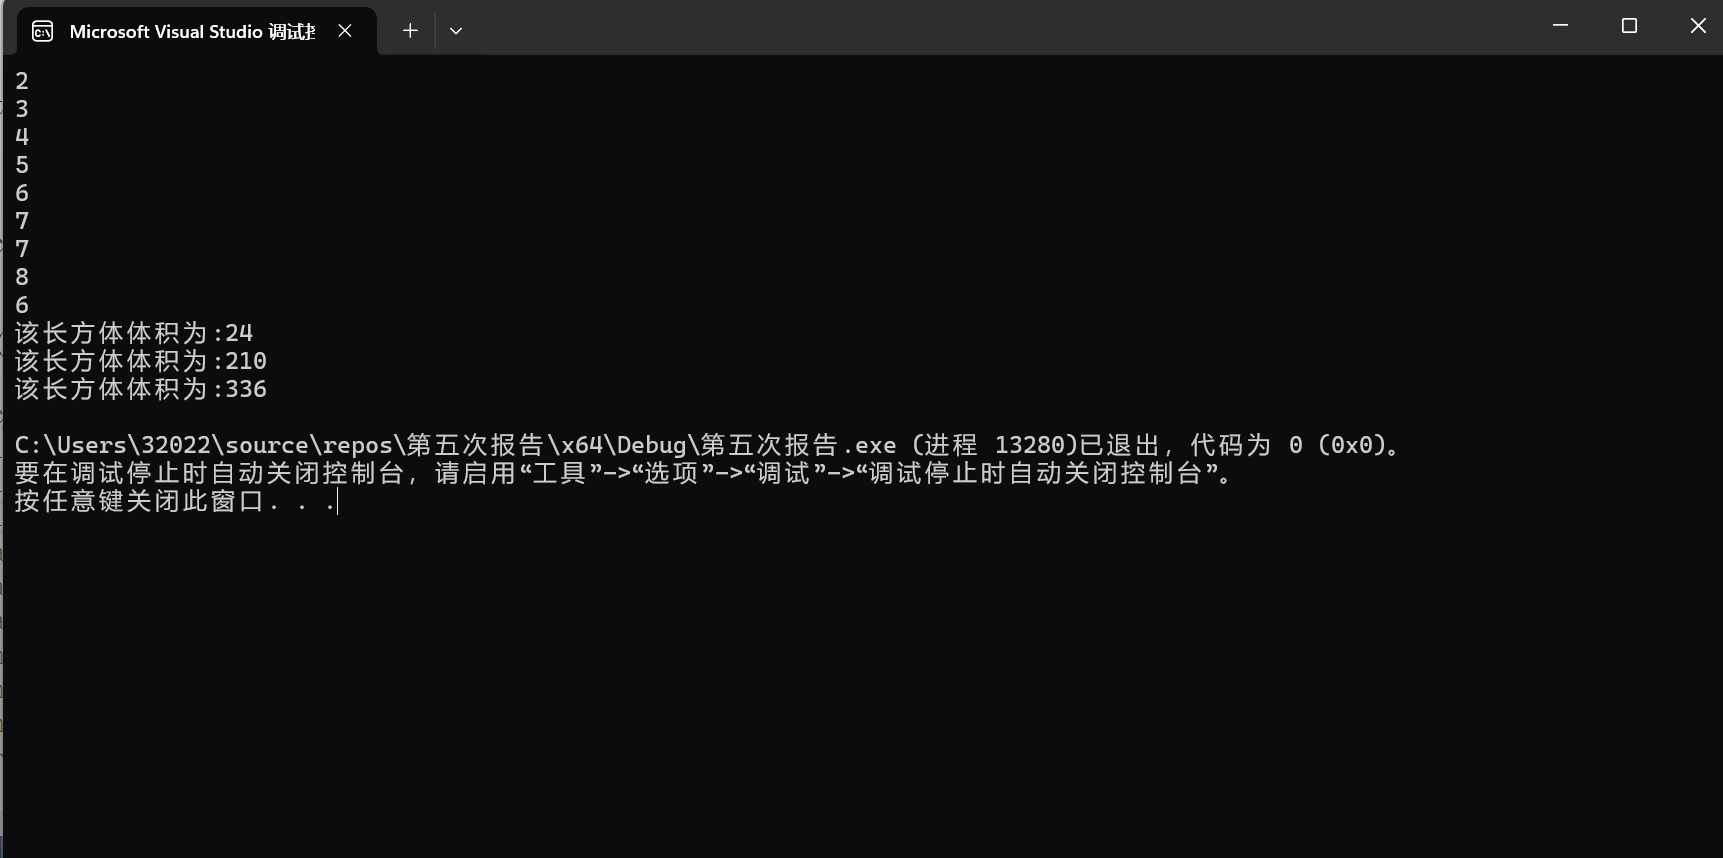 Microsoft Visual Studio 调试
2
3
4
5
6
7
7
8
6
该长方体体积为:24
该长方体体积为:210
该长方体体积为:336
C:\Users\32022\source\repos\第五次报告\x64\Debug\第五次报告.exe (进程 13280)已退出，代码为 0 (0x0)。
要在调试停止时自动关闭控制台，请启用“工具”->“选项”->“调试”->“调试停止时自动关闭控制台”。
按任意键关闭此窗口. . .